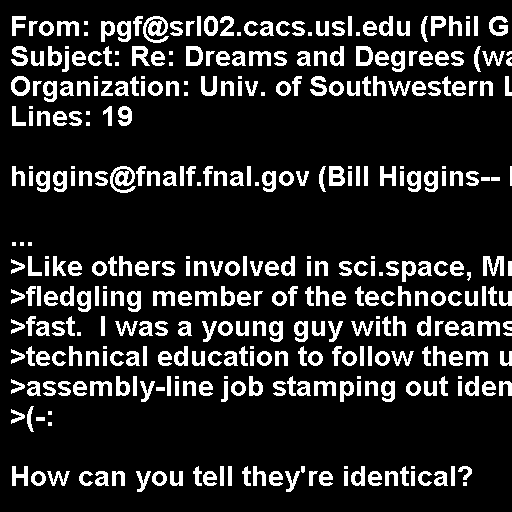 From: pgf@srl02.cacs.usl.edu (Phil G
Subject: Re: Dreams and Degrees (wa
Organization: Univ. of Southwestern L
Lines: 19
higgins@fnalf.fnal.gov (Bill Higgins--
...
>Like others involved in sci.space, Mr
>fledgling member of the technocultu
>fast.  I was a young guy with dreams
>technical education to follow them u
>assembly-line job stamping out iden
>(-:
How can you tell they're identical?